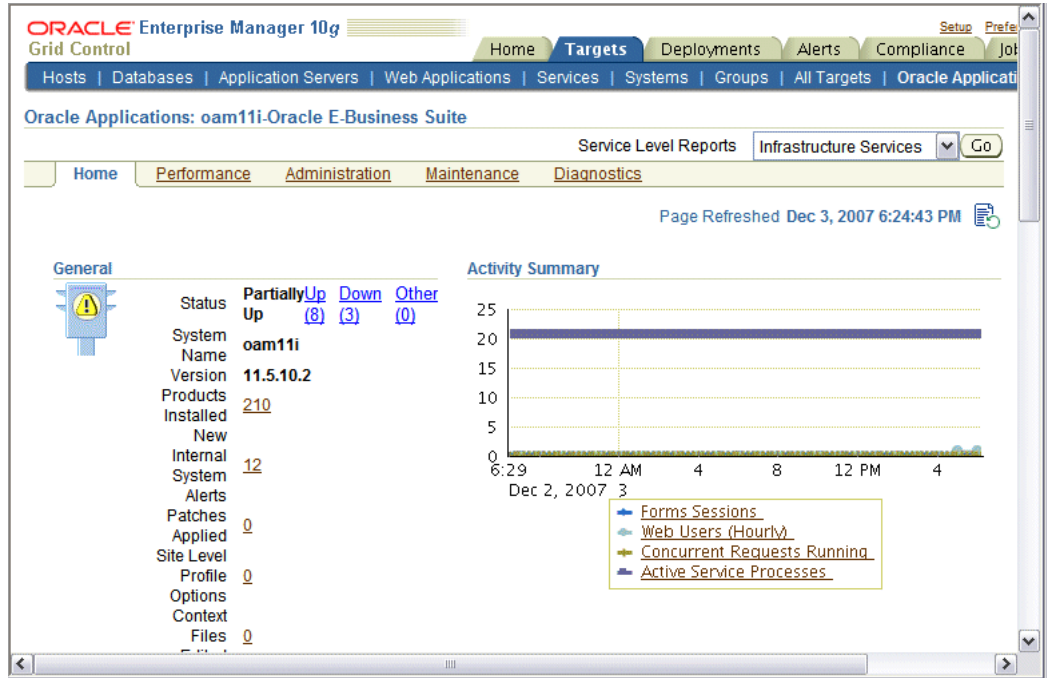 ORACLE Enterprise Manager 10g
Grid Control
Setup Prefe
Home Targets Deployments Alerts Compliance Jo
Hosts | Databases | Application Servers | Web Applications | Services | Systems | Groups | All Targets | Oracle Applicati
Oracle Applications: oam11i-Oracle E-Business Suite
Service Level Reports Infrastructure Services Go
Home Performance Administration Maintenance Diagnostics
Page Refreshed Dec 3, 2007 6:24:43 PM
General
Status Partially Up Up (8) Down (3) Other (0)
System Name oam11i
Version 11.5.10.2
Products Installed 210
New Internal System Alerts 12
Patches Applied 0
Site Level Profile Options 0
Context Files 0
Activity Summary
25
20
15
10
5
0
6:29 12 AM 4 8 12 PM 4
Dec 2, 2007 3
Forms Sessions
Web Users (Hourly)
Concurrent Requests Running
Active Service Processes